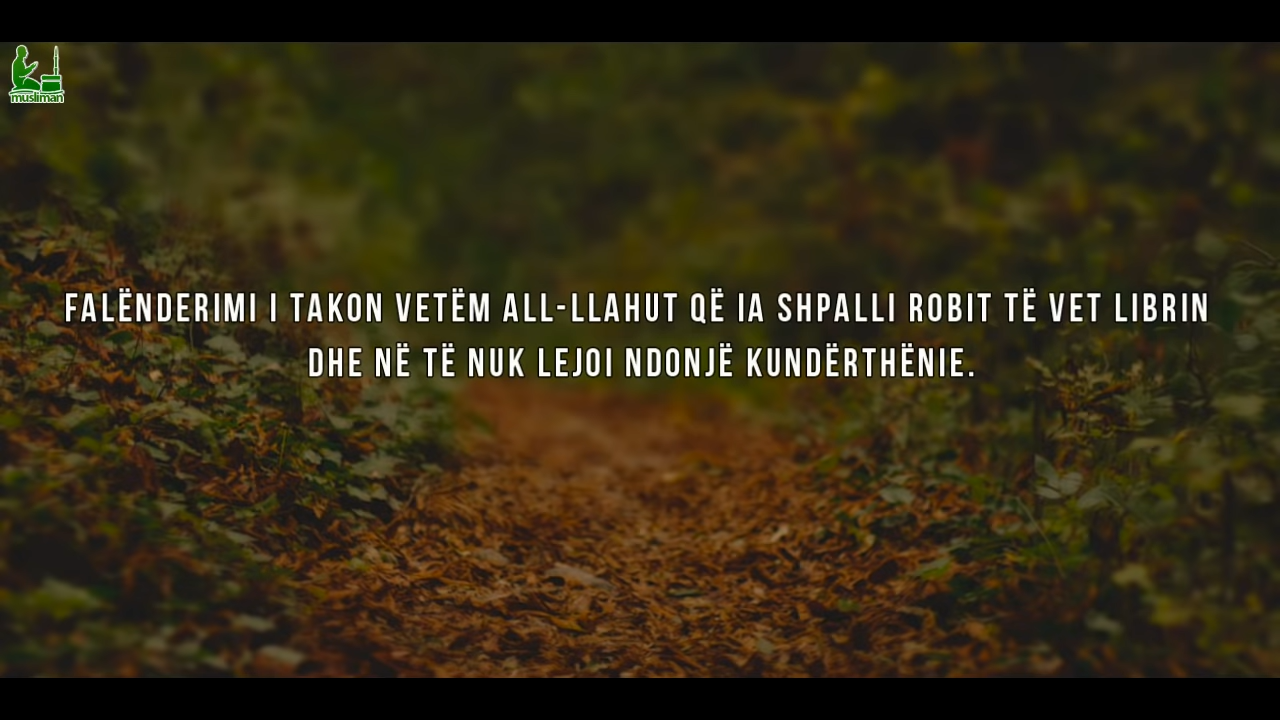 musliman
FALËNDERIMI I TAKON VETËM ALL-LLAHUT QË IA SHPALLI ROBIT TË VET LIBRIN
DHE NË TË NUK LEJOI NDONJË KUNDËRTHËNIE.